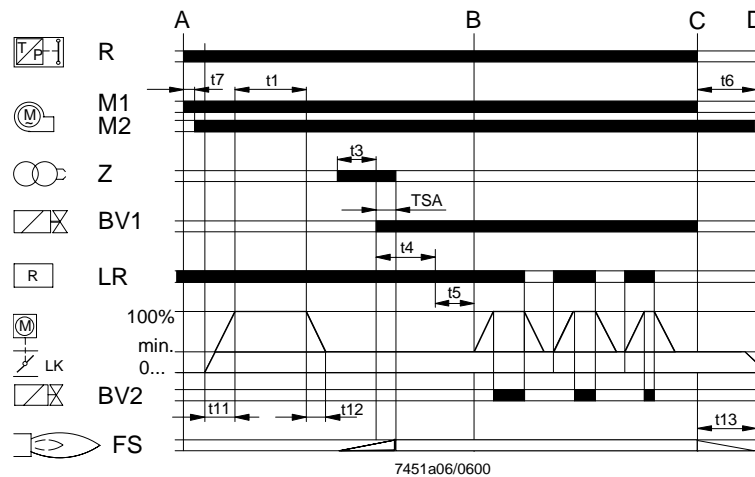 A B C D
T P R
t7 t1 t6
M1
M ~ M2
t3
Z
TSA
BV1
t4
R LR
t5
M 100%
min.
LK 0...
BV2
t11 t12 t13
FS
7451a06/0600